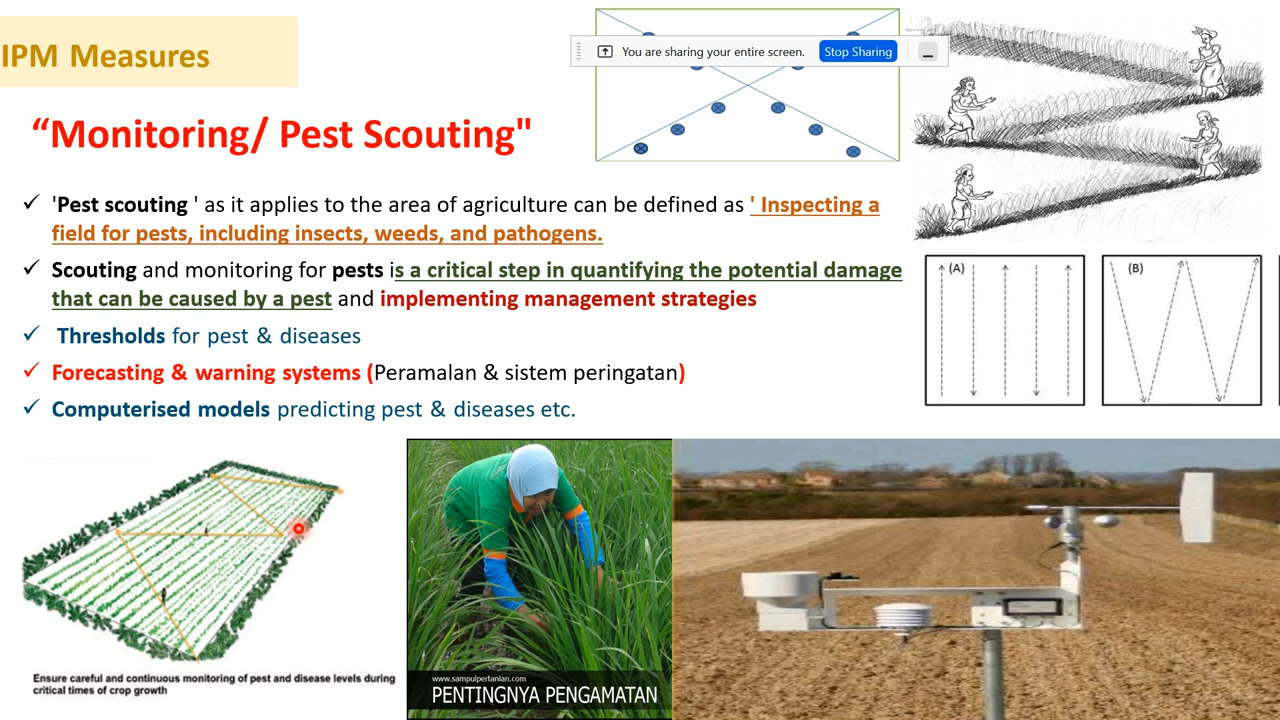 IPM Measures
You are sharing your entire screen.
Stop Sharing
“Monitoring/ Pest Scouting"
'Pest scouting ' as it applies to the area of agriculture can be defined as ' Inspecting a
field for pests, including insects, weeds, and pathogens.
Scouting and monitoring for pests is a critical step in quantifying the potential damage
that can be caused by a pest and implementing management strategies
Thresholds for pest & diseases
Forecasting & warning systems (Peramalan & sistem peringatan)
Computerised models predicting pest & diseases etc.
(A)
(B)
Ensure careful and continuous monitoring of pest and disease levels during
critical times of crop growth
www.sampulpertanian.com
PENTINGNYA PENGAMATAN